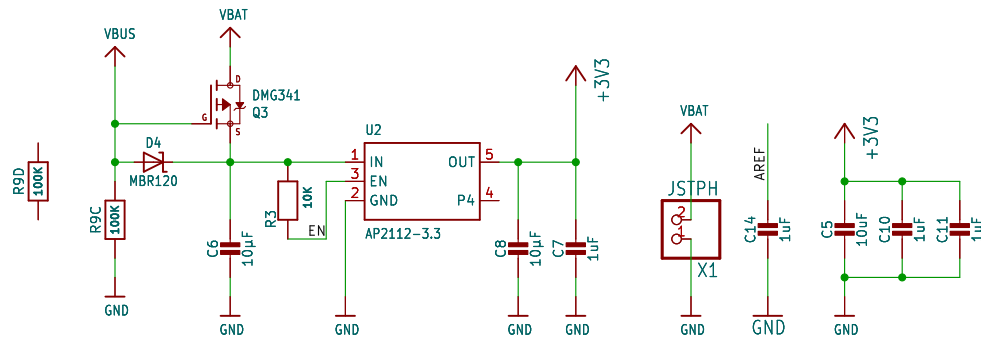 VBUS
VBAT
D
G
S
DMG341
Q3
D4
MBR120
R9D
100K
R9C
100K
GND
C6
10µF
GND
R3
10K
EN
U2
1
IN
3
EN
2
GND
OUT
5
P4
4
AP2112-3.3
GND
C8
10µF
GND
C7
1uF
GND
+3V3
VBAT
JSTPH
2
1
X1
GND
AREF
C14
1uF
GND
+3V3
C5
10uF
C10
1uF
C11
1uF
GND